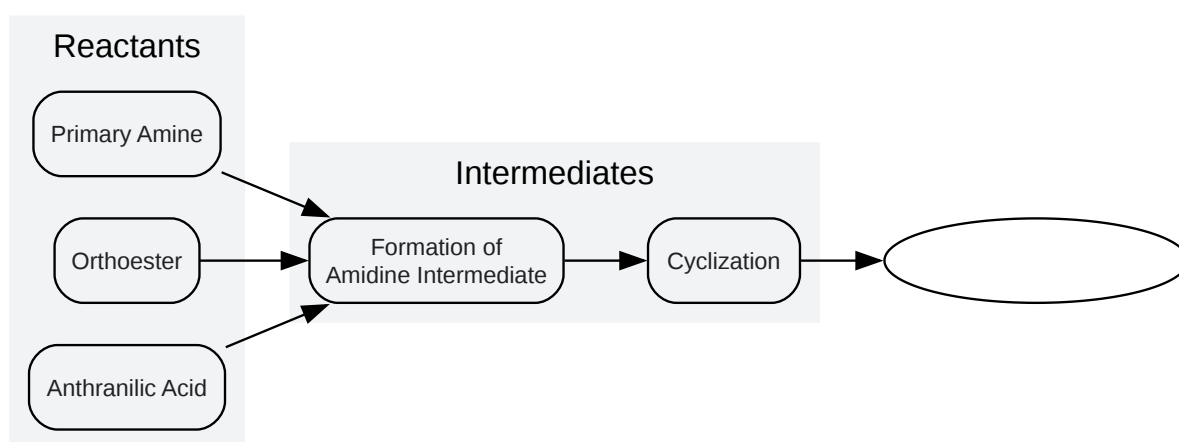 Reactants
Primary Amine
Orthoester
Anthranilic Acid
Intermediates
Formation of
Amidine Intermediate
Cyclization